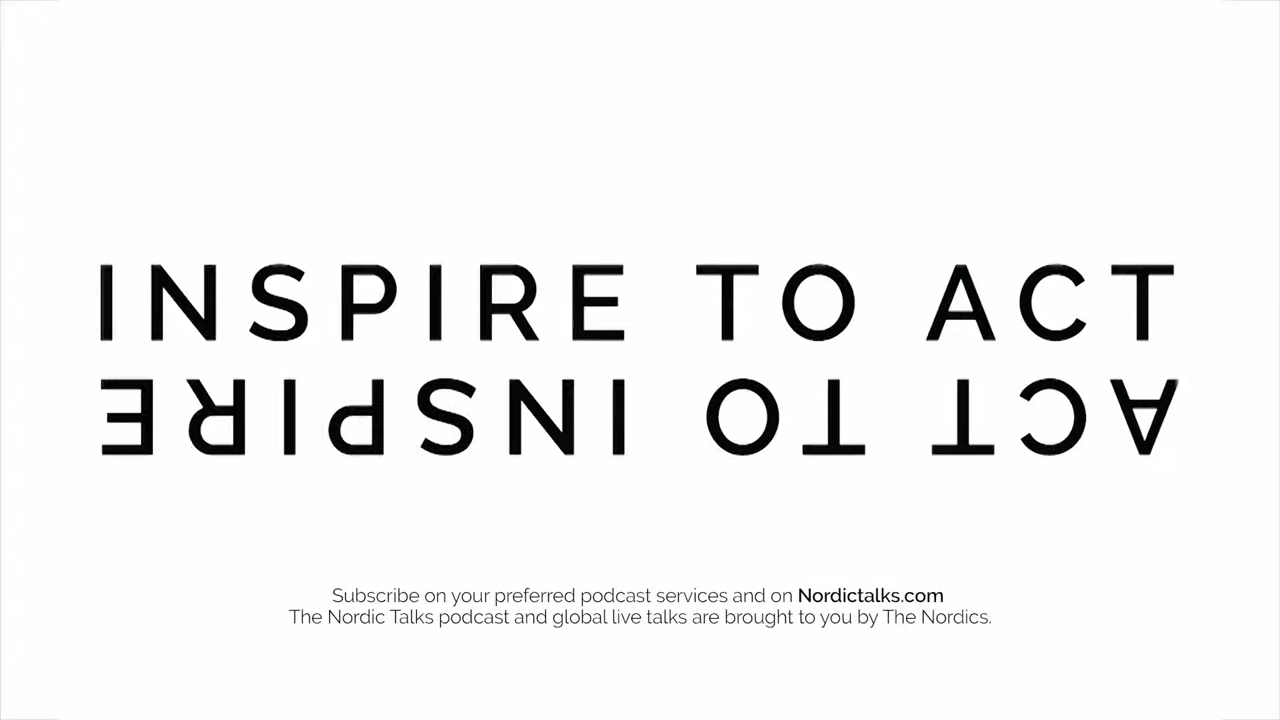 INSPIRE TO ACT
ACT TO INSPIRE
Subscribe on your preferred podcast services and on Nordictalks.com
The Nordic Talks podcast and global live talks are brought to you by The Nordics.